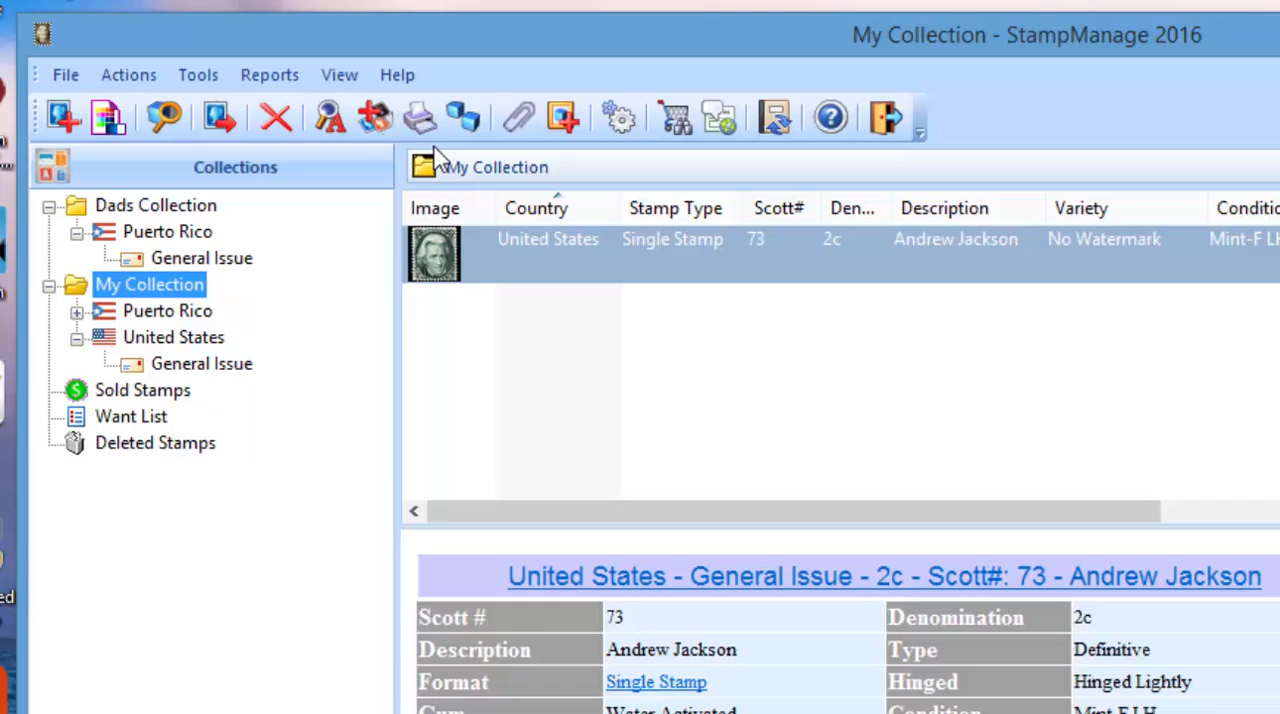 My Collection - StampManage 2016
File Actions Tools Reports View Help
Collections
My Collection
Dads Collection
Puerto Rico
General Issue
My Collection
Puerto Rico
United States
General Issue
Sold Stamps
Want List
Deleted Stamps
Image Country Stamp Type Scott# Den... Description Variety Conditio
United States Single Stamp 73 2c Andrew Jackson No Watermark Mint-F LH
United States - General Issue - 2c - Scott#: 73 - Andrew Jackson
Scott # 73 Denomination 2c
Description Andrew Jackson Type Definitive
Format Single Stamp Hinged Hinged Lightly
Gum Water Activated Condition Mint-F LH
ed